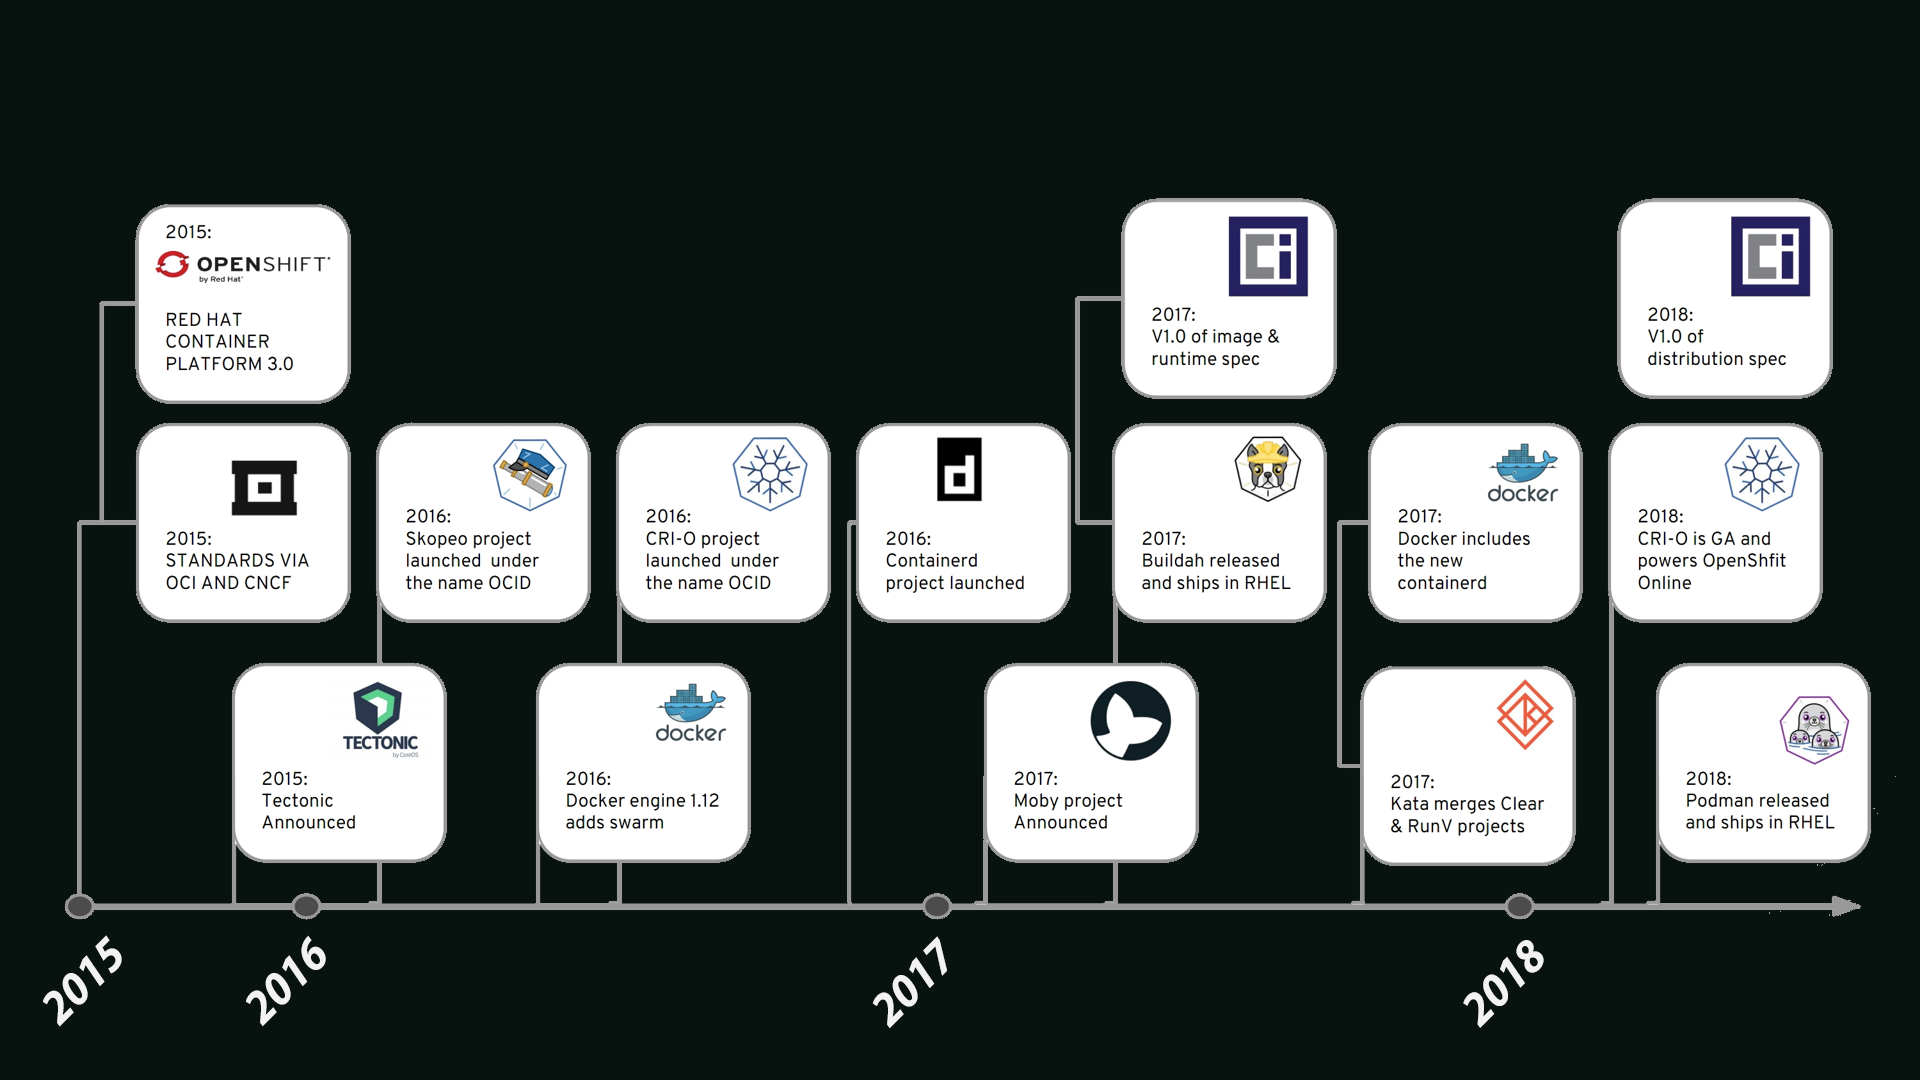 2015:
OPENSHIFT
by Red Hat
RED HAT
CONTAINER
PLATFORM 3.0
Ci
2017:
V1.0 of image &
runtime spec
Ci
2018:
V1.0 of
distribution spec
2015:
STANDARDS VIA
OCI AND CNCF
2016:
Skopeo project
launched under
the name OCID
2016:
CRI-O project
launched under
the name OCID
d
2016:
Containerd
project launched
2017:
Buildah released
and ships in RHEL
docker
2017:
Docker includes
the new
containerd
2018:
CRI-O is GA and
powers OpenShfit
Online
TECTONIC
by CoreOS
2015:
Tectonic
Announced
docker
2016:
Docker engine 1.12
adds swarm
2017:
Moby project
Announced
2017:
Kata merges Clear
& RunV projects
2018:
Podman released
and ships in RHEL
2015
2016
2017
2018